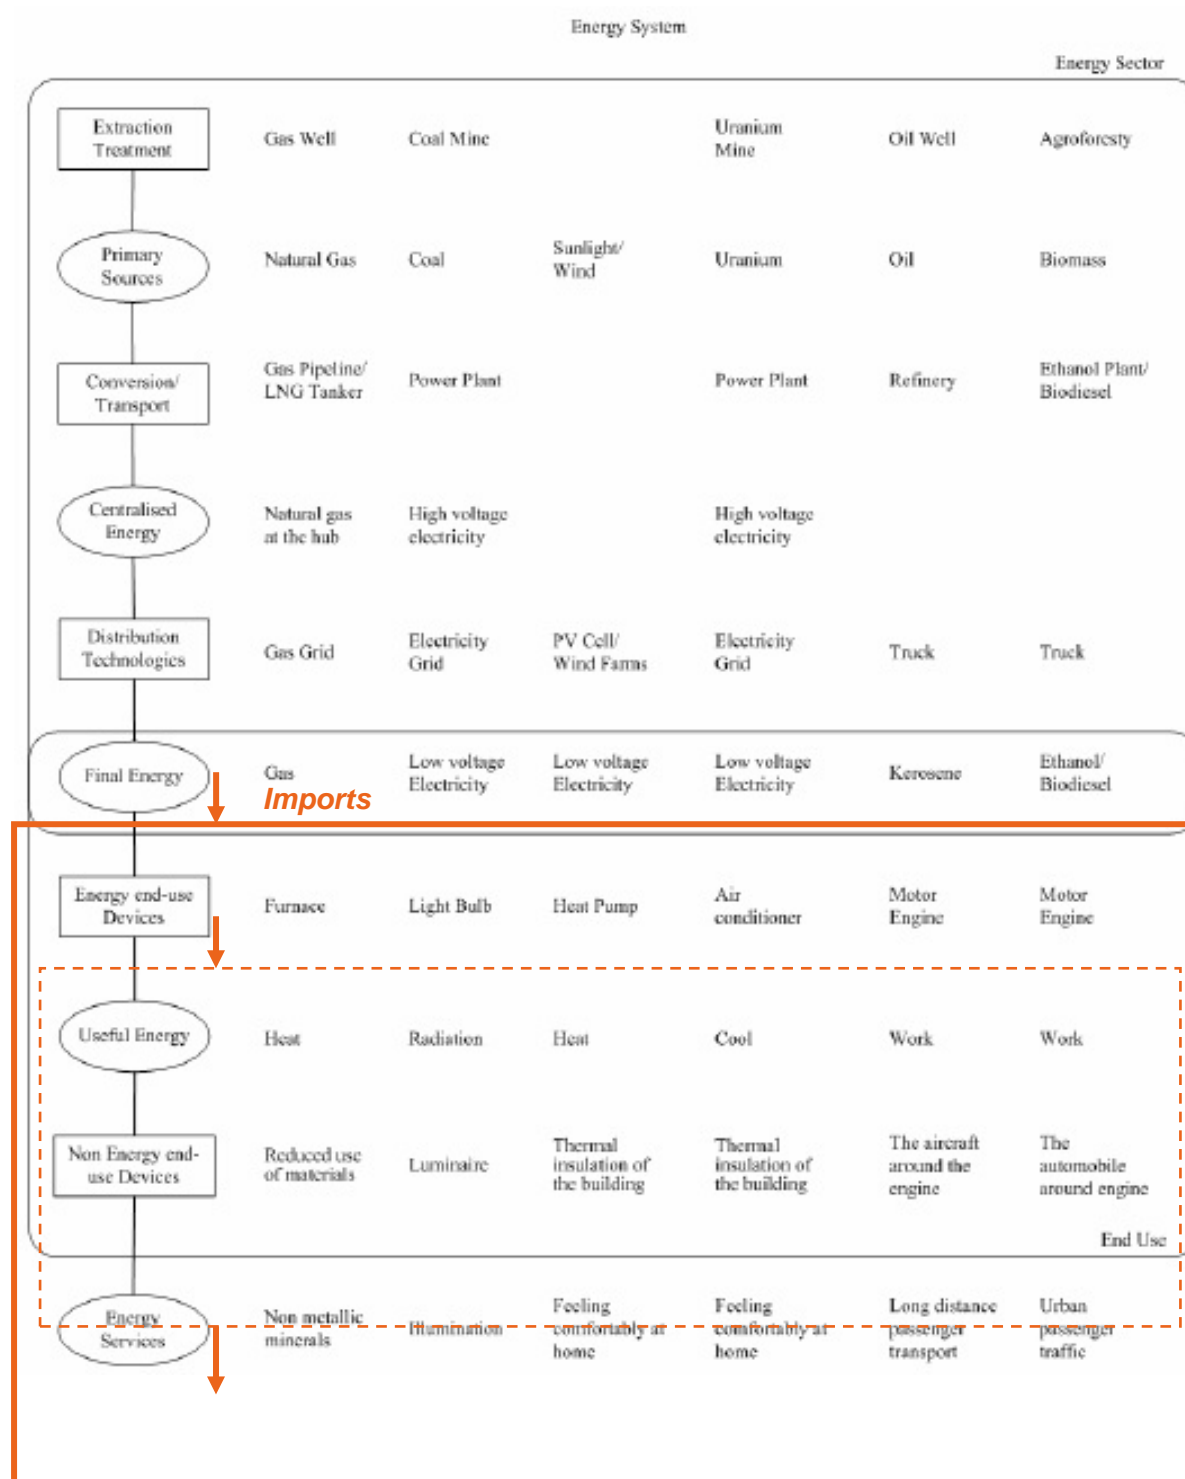 Energy System
Energy Sector
Extraction
Treatment
Gas Well
Coal Mine
Uranium
Mine
Oil Well
Agroforesty
Primary
Sources
Natural Gas
Coal
Sunlight/
Wind
Uranium
Oil
Biomass
Conversion/
Transport
Gas Pipeline/
LNG Tanker
Power Plant
Power Plant
Refinery
Ethanol Plant/
Biodiesel
Centralised
Energy
Natural gas
at the hub
High voltage
electricity
High voltage
electricity
Distribution
Technologies
Gas Grid
Electricity
Grid
PV Cell/
Wind Farms
Electricity
Grid
Truck
Truck
Final Energy
Gas
Imports
Low voltage
Electricity
Low voltage
Electricity
Low voltage
Electricity
Kerosene
Ethanol/
Biodiesel
Energy end-use
Devices
Furnace
Light Bulb
Heat Pump
Air
conditioner
Motor
Engine
Motor
Engine
Useful Energy
Heat
Radiation
Heat
Cool
Work
Work
Non Energy end-
use Devices
Reduced use
of materials
Luminaire
Thermal
insulation of
the building
Thermal
insulation of
the building
The aircraft
around the
engine
The
automobile
around engine
End Use
Energy
Services
Non metallic
minerals
Illumination
Feeling
comfortably at
home
Feeling
comfortably at
home
Long distance
passenger
transport
Urban
passenger
traffic